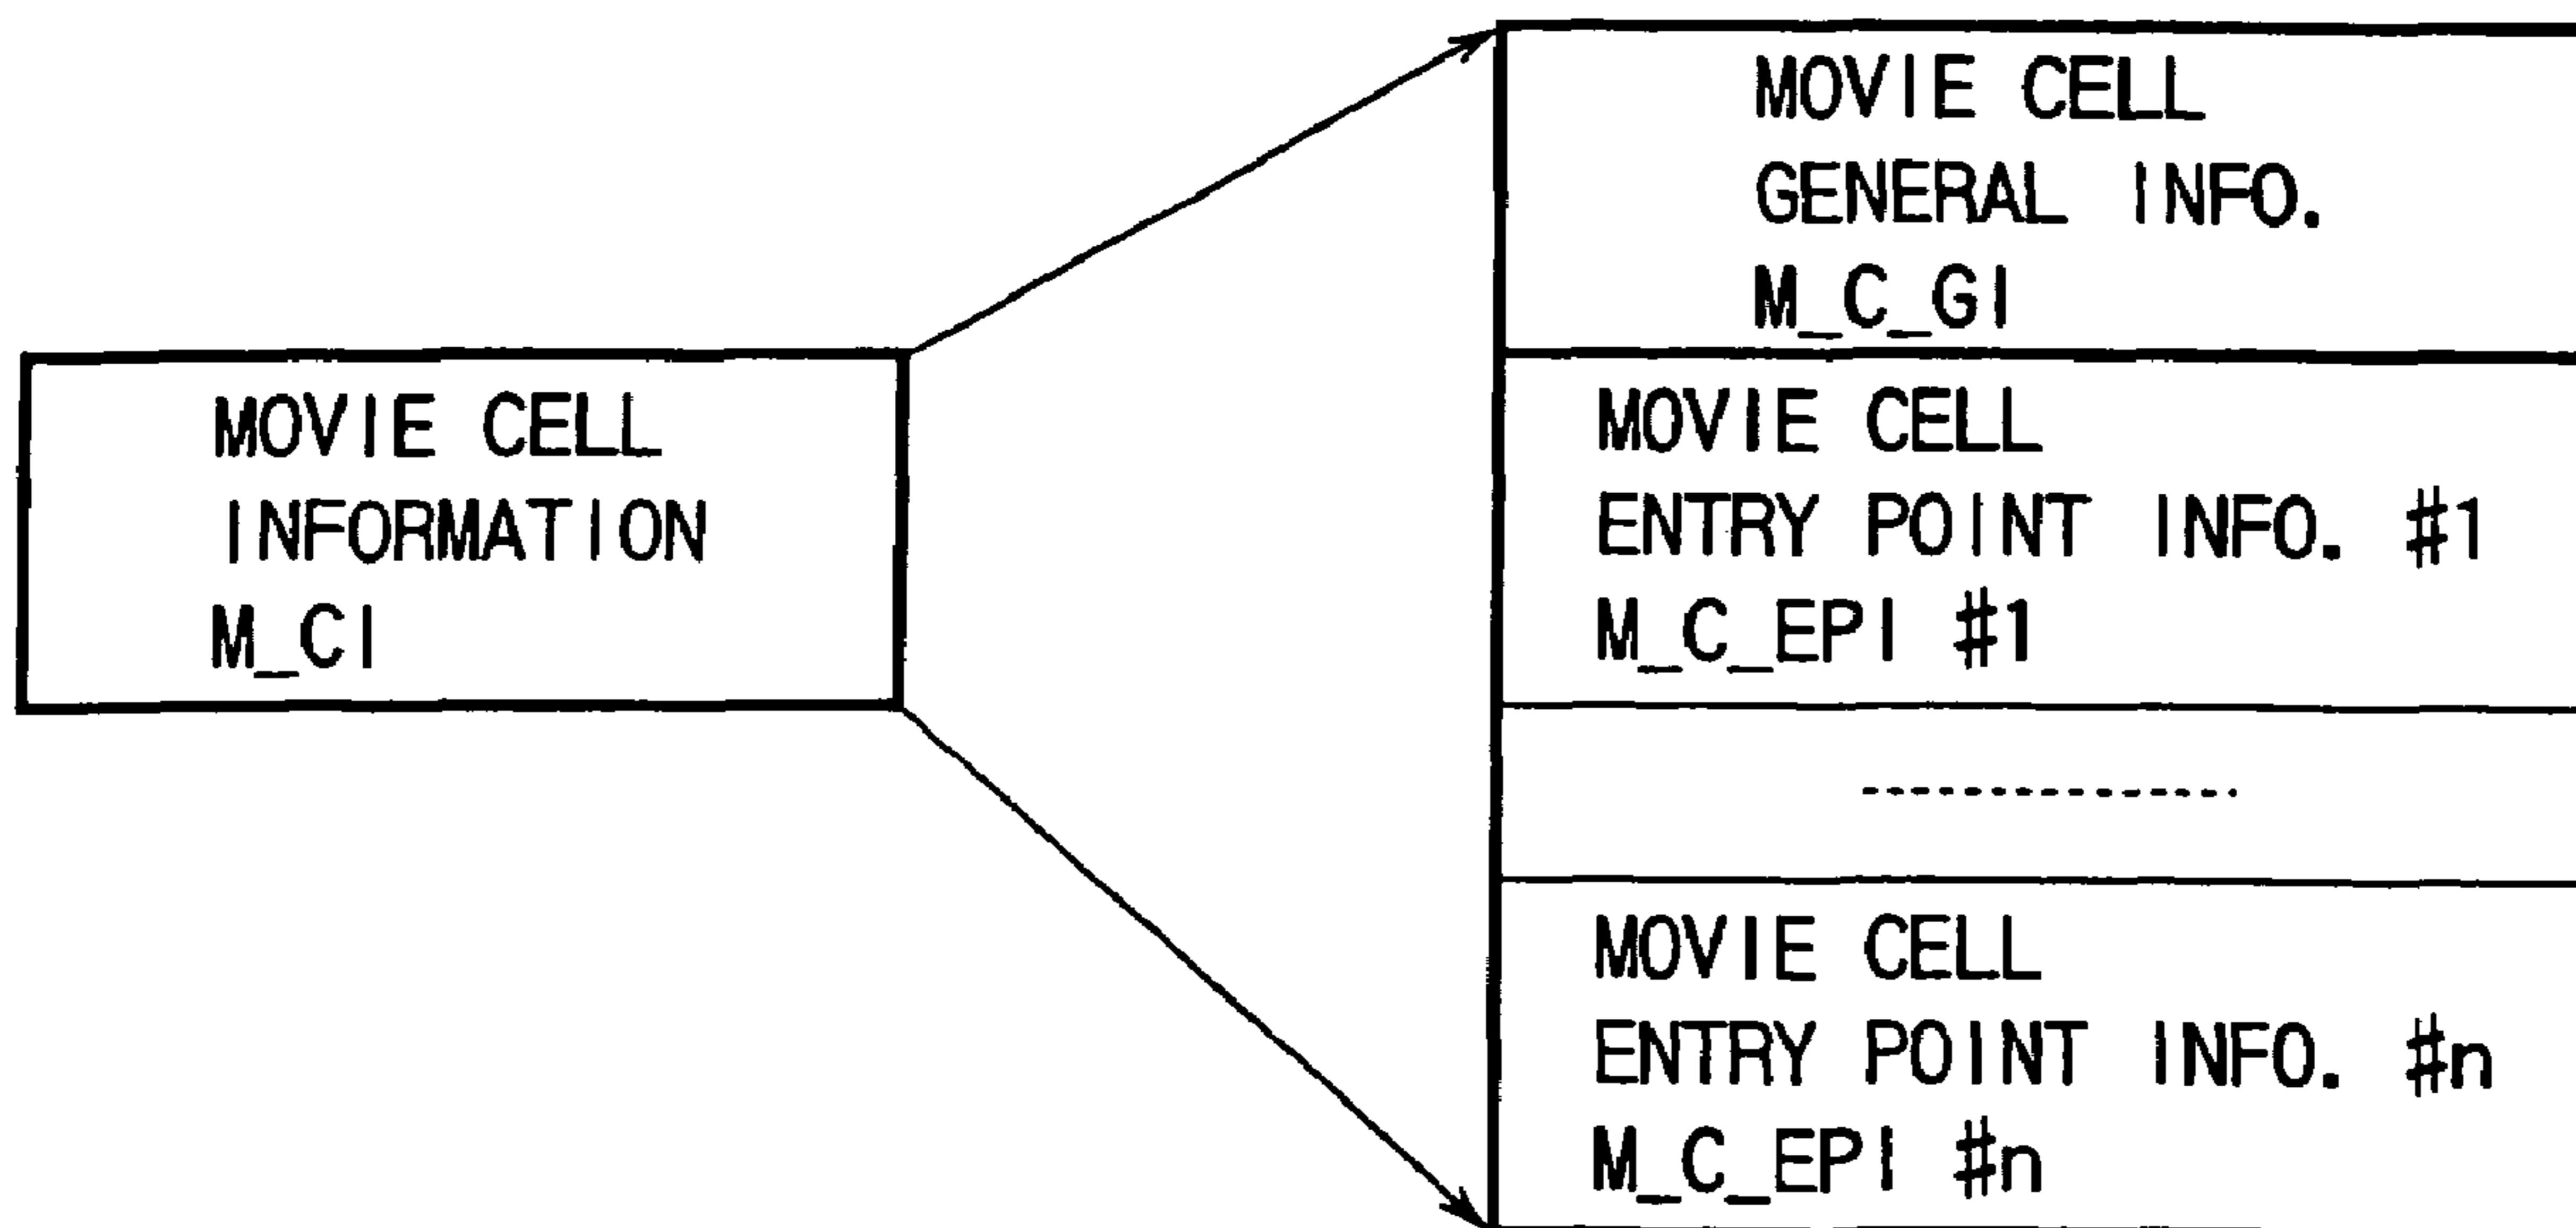 MOVIE CELL
INFORMATION
M_CI
MOVIE CELL
GENERAL INFO.
M_C_GI
MOVIE CELL
ENTRY POINT INFO. #1
M_C_EPI #1
MOVIE CELL
ENTRY POINT INFO. #n
M_C_EPI #n